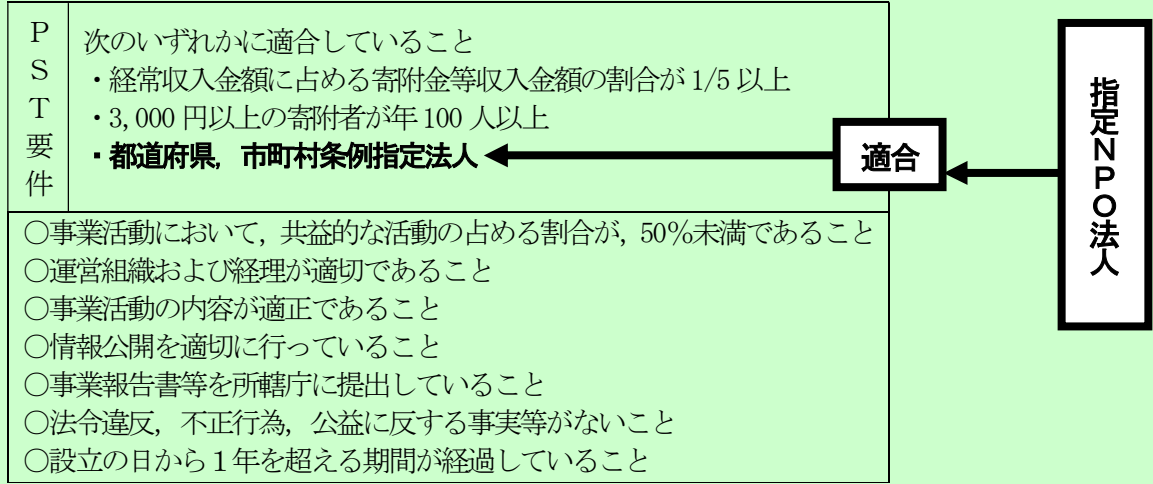 PST要件
次のいずれかに適合していること
・経常収入金額に占める寄附金等収入金額の割合が1/5以上
・3,000円以上の寄附者が年100人以上
・都道府県，市町村条例指定法人
適合
指定NPO法人
○事業活動において，共益的な活動の占める割合が，50％未満であること
○運営組織および経理が適切であること
○事業活動の内容が適正であること
○情報公開を適切に行っていること
○事業報告書等を所轄庁に提出していること
○法令違反，不正行為，公益に反する事実等がないこと
○設立の日から１年を超える期間が経過していること